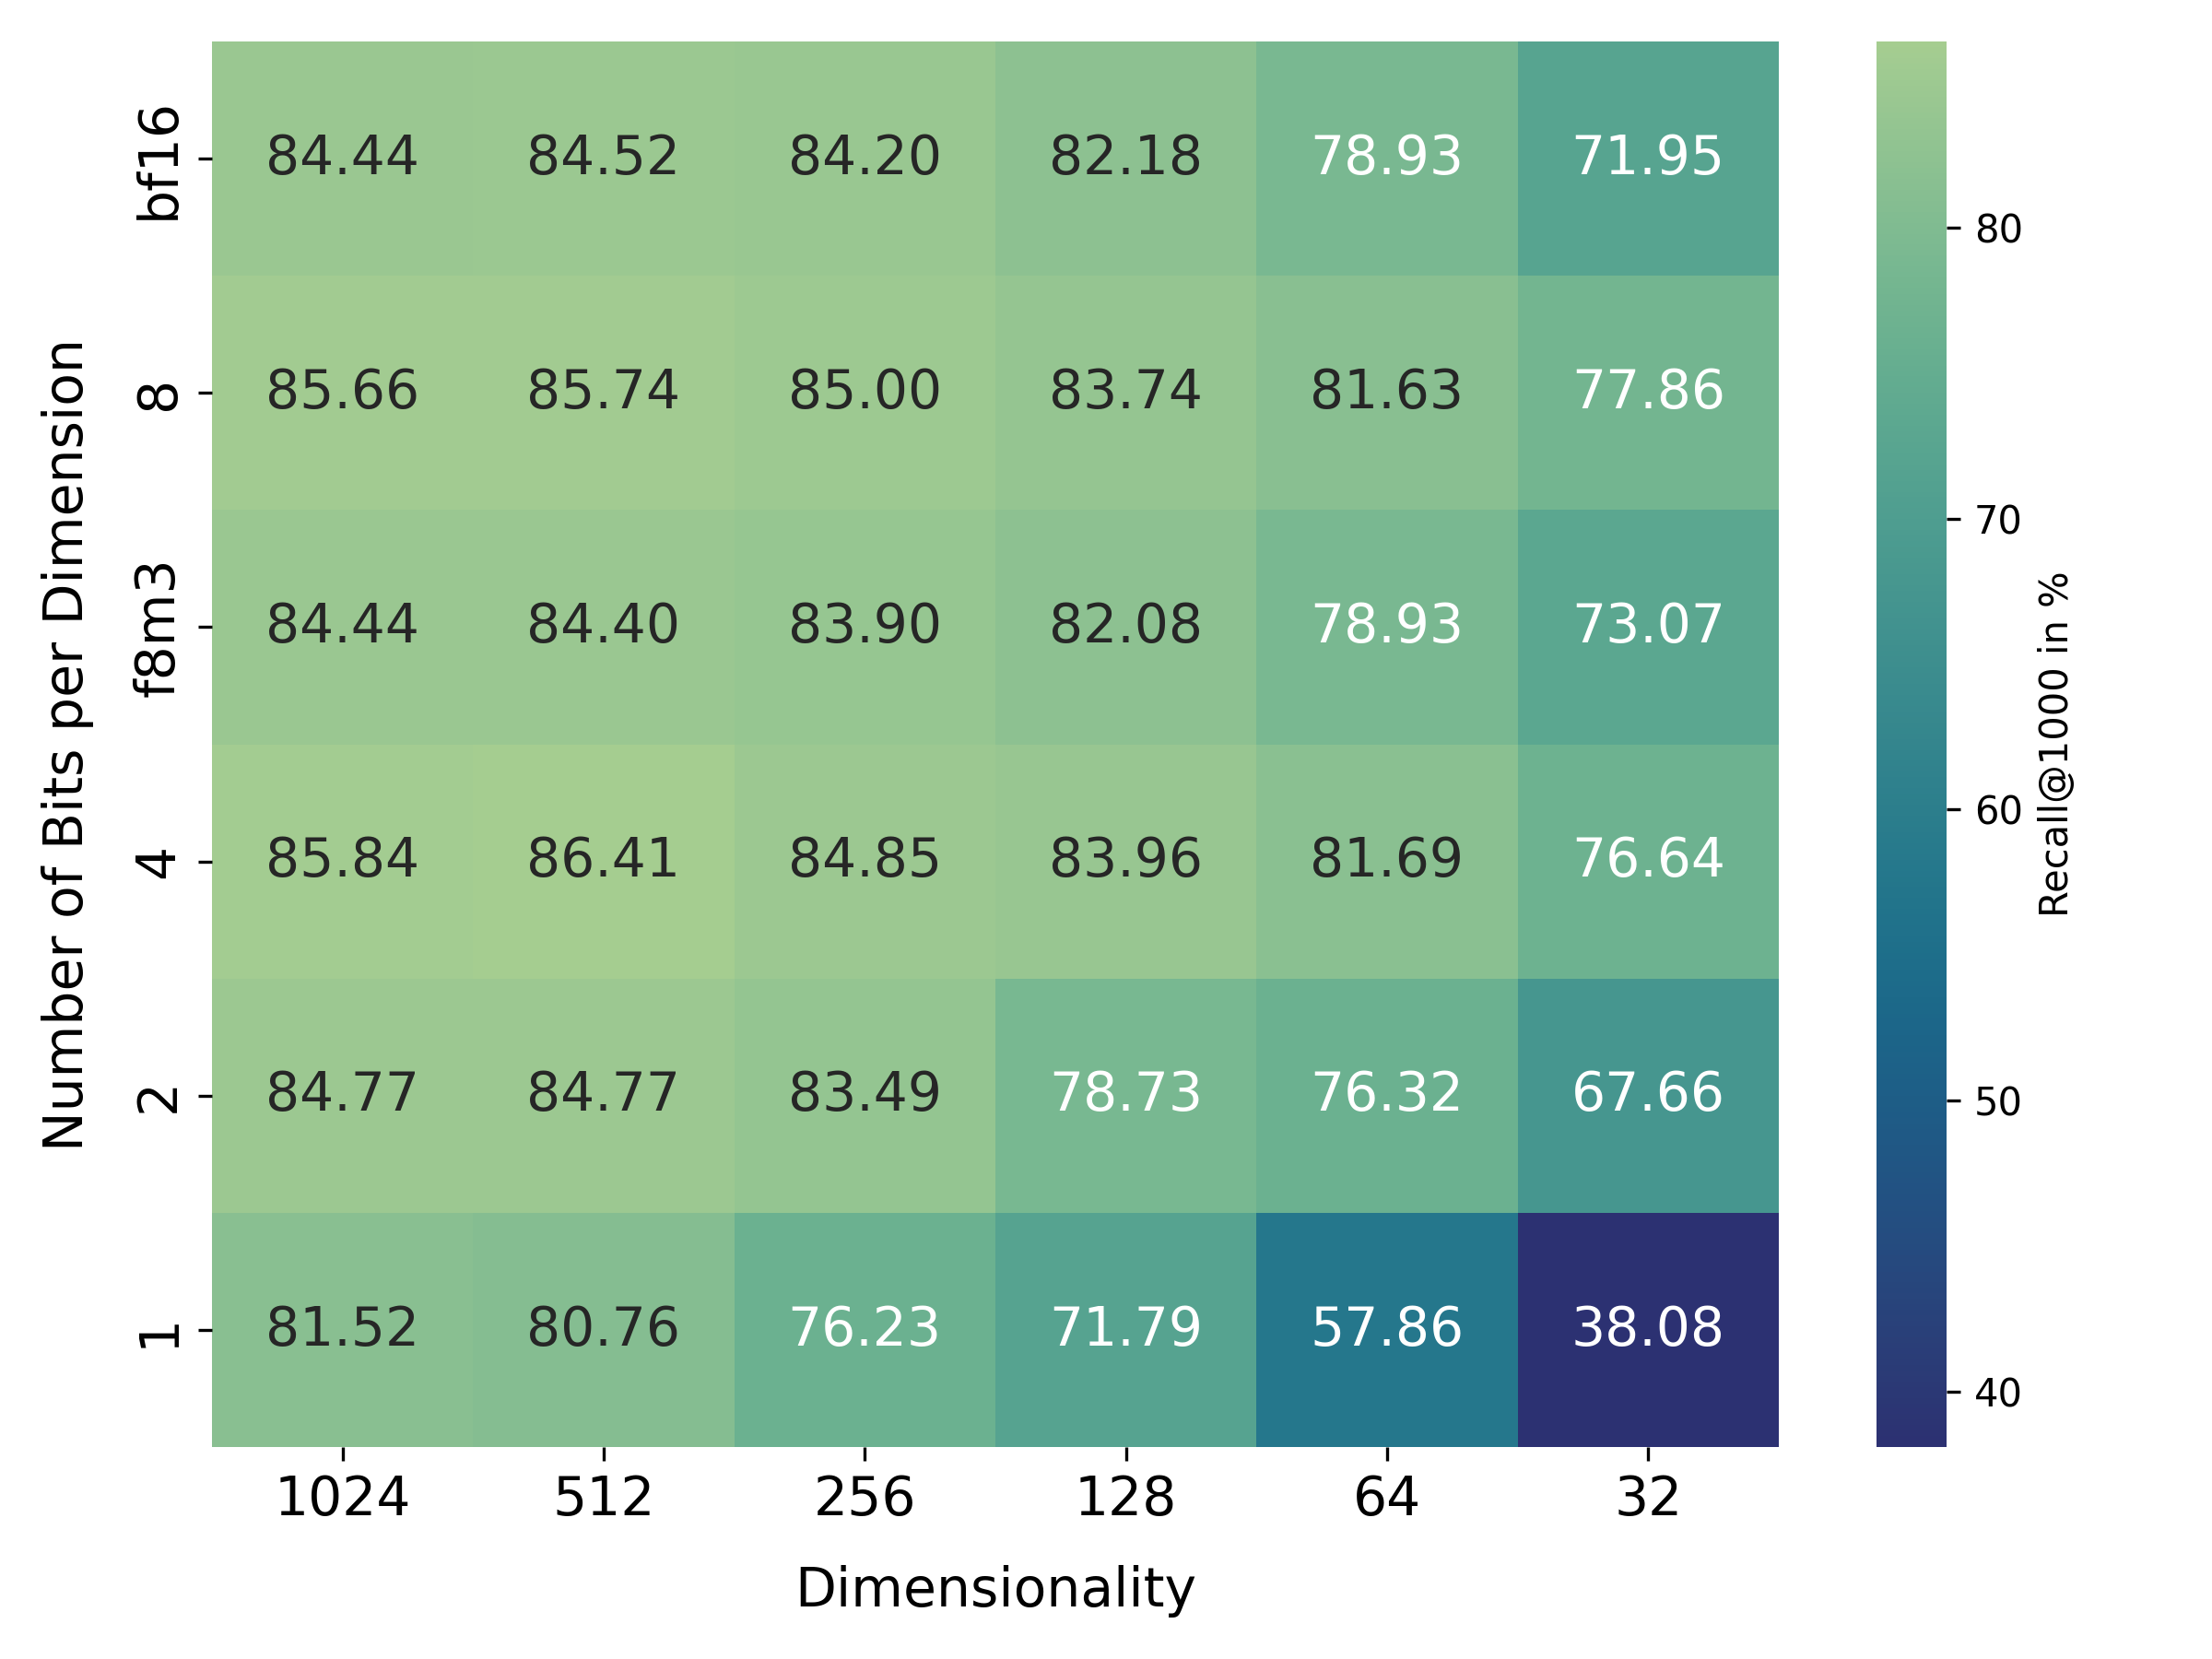 Number of Bits per Dimension
bf16 84.44 84.52 84.20 82.18 78.93 71.95
8 85.66 85.74 85.00 83.74 81.63 77.86
f8m3 84.44 84.40 83.90 82.08 78.93 73.07
4 85.84 86.41 84.85 83.96 81.69 76.64
2 84.77 84.77 83.49 78.73 76.32 67.66
1 81.52 80.76 76.23 71.79 57.86 38.08
1024 512 256 128 64 32
Dimensionality
80
70
60
50
40
Recall@1000 in %